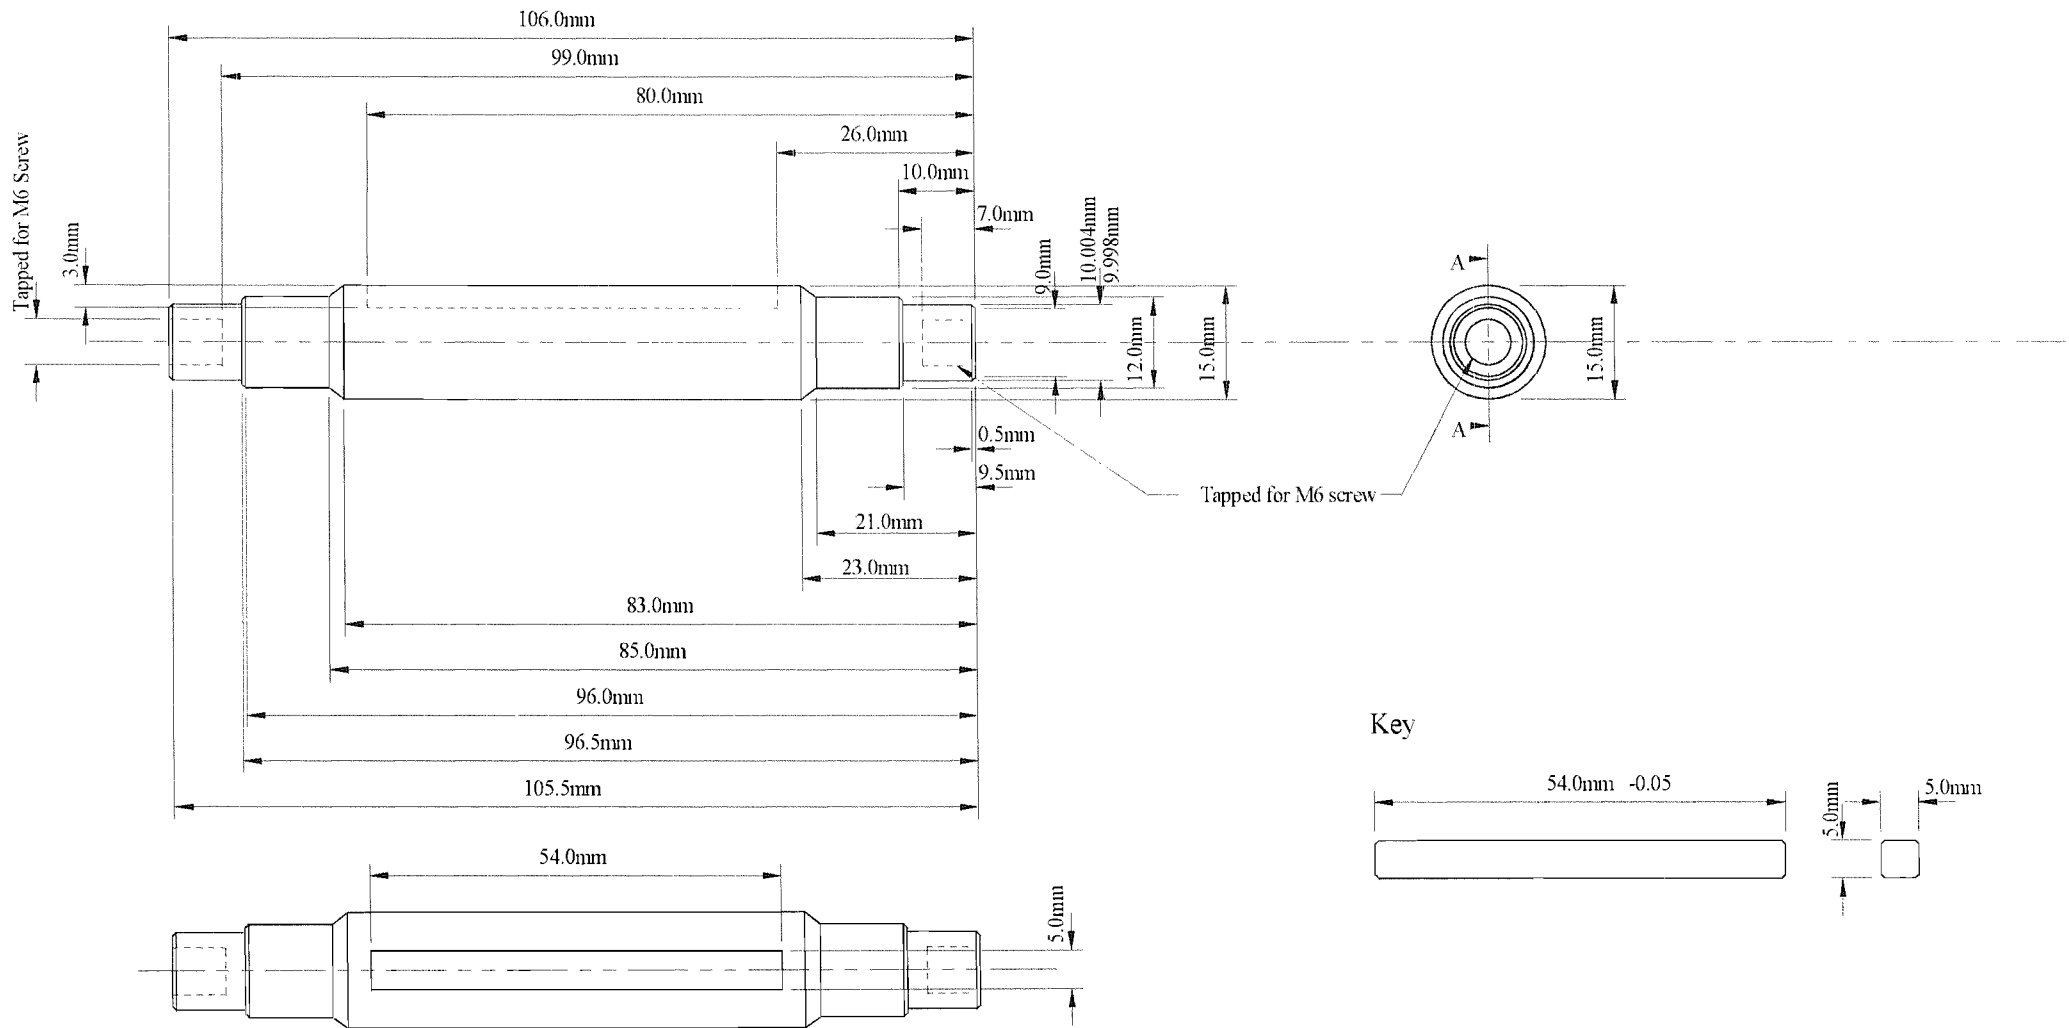 106.0mm
99.0mm
80.0mm
26.0mm
10.0mm
7.0mm
Tapped for M6 Screw
3.0mm
9.0mm
10.004mm
9.998mm
12.0mm
15.0mm
A
A
15.0mm
0.5mm
9.5mm
Tapped for M6 screw
21.0mm
23.0mm
83.0mm
85.0mm
96.0mm
96.5mm
105.5mm
Key
54.0mm -0.05
5.0mm
5.0mm
54.0mm
5.0mm